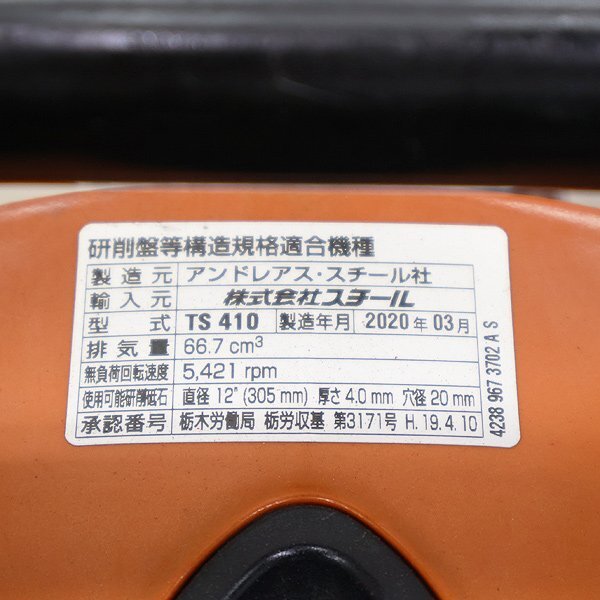 研削盤等構造規格適合機種
製造元 アンドレアス・スチール社
輸入元 株式会社スチール
型式 TS 410 製造年月 2020年03月
排気量 66.7 cm³
無負荷回転速度 5,421 rpm
使用可能研削砥石 直径 12" (305 mm) 厚さ 4.0 mm 穴径 20 mm
承認番号 栃木労働局 栃労収基 第3171号 H.19.4.10
4238 967 3702 A S